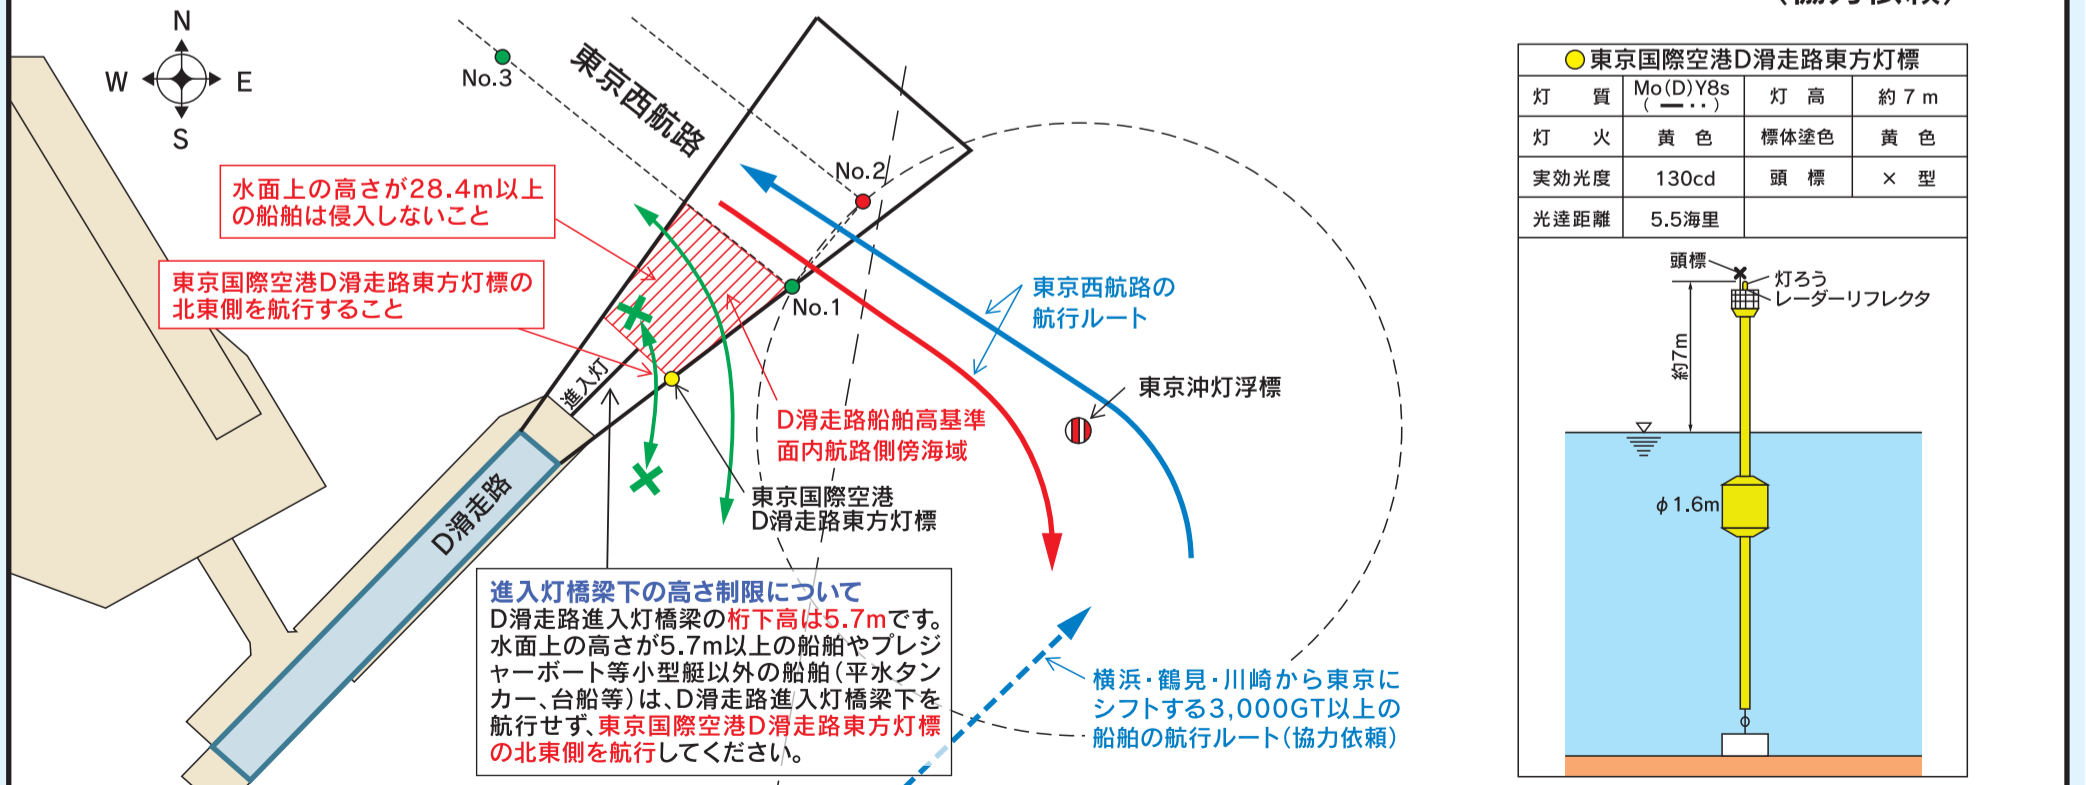 (協力依頼)
N
W
E
S
No.3
東京西航路
No.2
水面上の高さが28.4m以上
の船舶は侵入しないこと
東京国際空港D滑走路東方灯標の
北東側を航行すること
No.1
東京西航路の
航行ルート
進入灯
東京沖灯浮標
D滑走路船舶高基準
面内航路側傍海域
東京国際空港
D滑走路東方灯標
D滑走路
進入灯橋梁下の高さ制限について
D滑走路進入灯橋梁の桁下高は5.7mです。
水面上の高さが5.7m以上の船舶やプレジ
ャーボート等小型艇以外の船舶(平水タン
カー、台船等)は、D滑走路進入灯橋梁下を
航行せず、東京国際空港D滑走路東方灯標
の北東側を航行してください。
横浜・鶴見・川崎から東京に
シフトする3,000GT以上の
船舶の航行ルート(協力依頼)
東京国際空港D滑走路東方灯標
灯 質 Mo(D)Y8s (ー・・) 灯 高 約7m
灯 火 黄 色 標体塗色 黄 色
実効光度 130cd 頭 標 × 型
光達距離 5.5海里
頭標
灯ろう
レーダーリフレクタ
約7m
φ1.6m